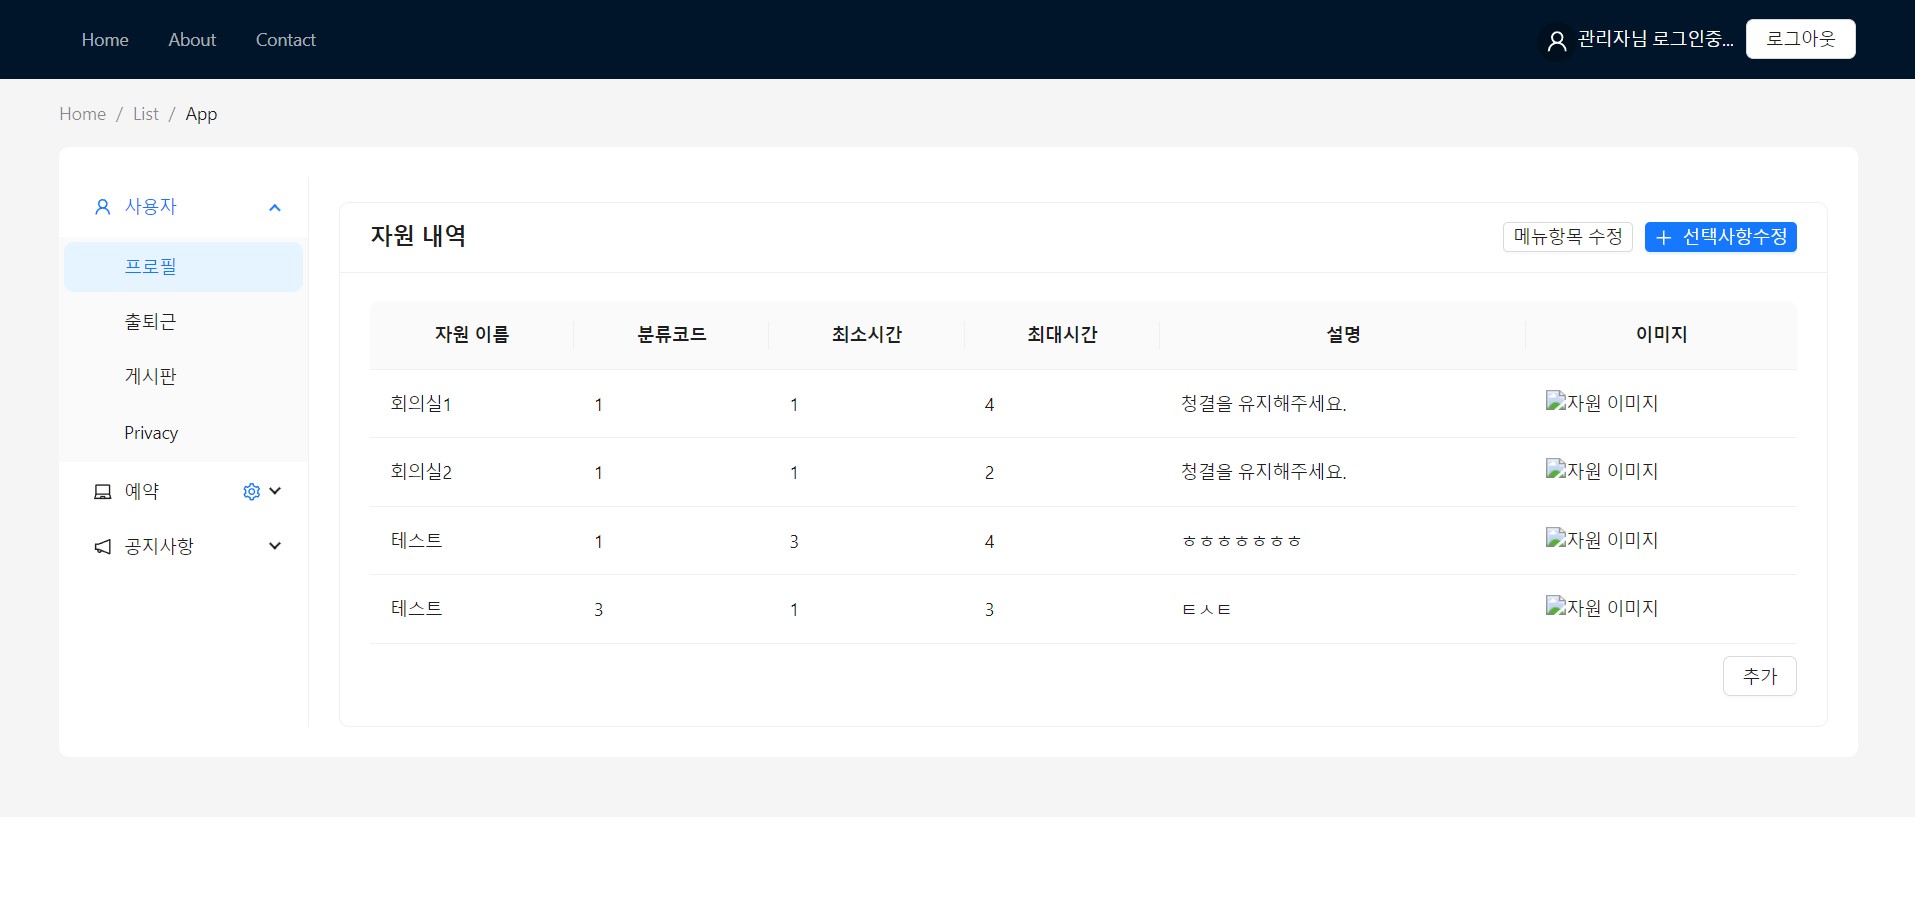 Home About Contact 관리자님 로그인중... 로그아웃
Home / List / App
사용자
프로필
출퇴근
게시판
Privacy
예약
공지사항
자원 내역 메뉴항목 수정 + 선택사항수정
자원 이름 분류코드 최소시간 최대시간 설명 이미지
회의실1 1 1 4 청결을 유지해주세요. 자원 이미지
회의실2 1 1 2 청결을 유지해주세요. 자원 이미지
테스트 1 3 4 ㅎㅎㅎㅎㅎㅎㅎ 자원 이미지
테스트 3 1 3 ㅌㅅㅌ 자원 이미지
추가